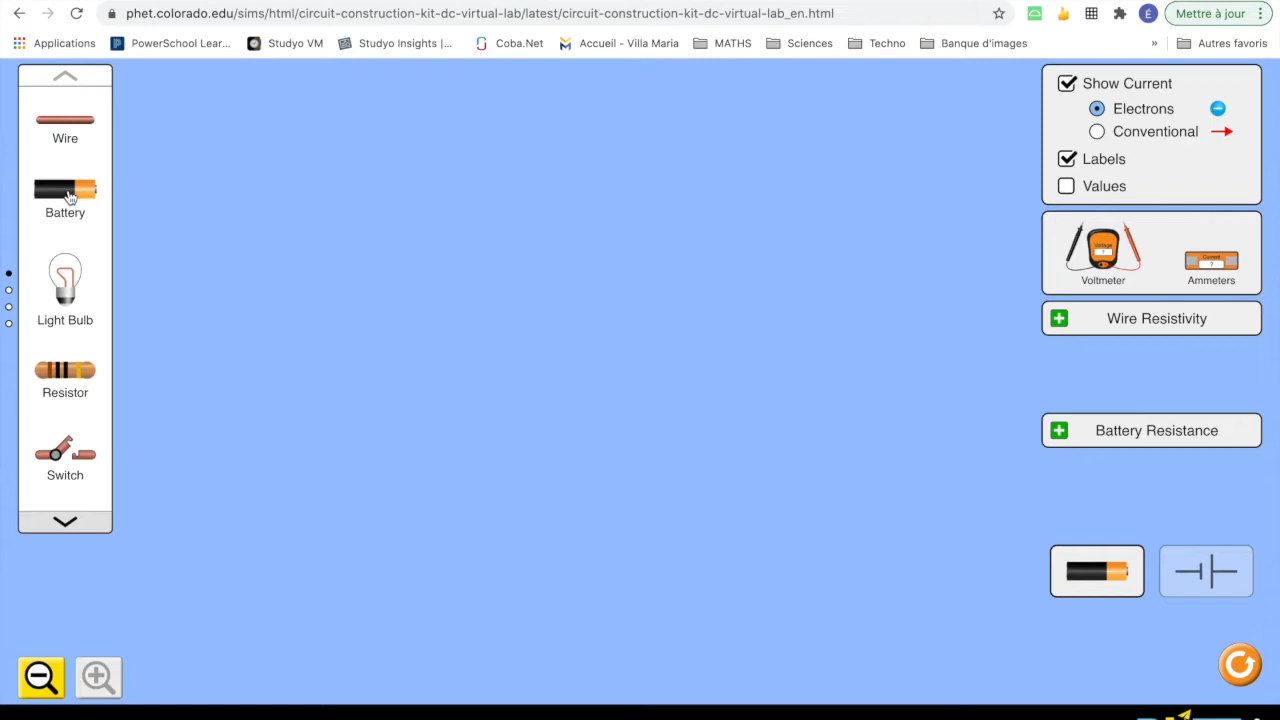 phet.colorado.edu/sims/html/circuit-construction-kit-dc-virtual-lab/latest/circuit-construction-kit-dc-virtual-lab_en.html
É
Mettre à jour
Applications
PowerSchool Lear...
Studyo VM
Studyo Insights |...
Coba.Net
Accueil - Villa Maria
MATHS
Sciences
Techno
Banque d'images
»
Autres favoris
Wire
Battery
Light Bulb
Resistor
Switch
Show Current
Electrons
Conventional
Labels
Values
Voltage
?
Voltmeter
Current
?
Ammeters
Wire Resistivity
Battery Resistance